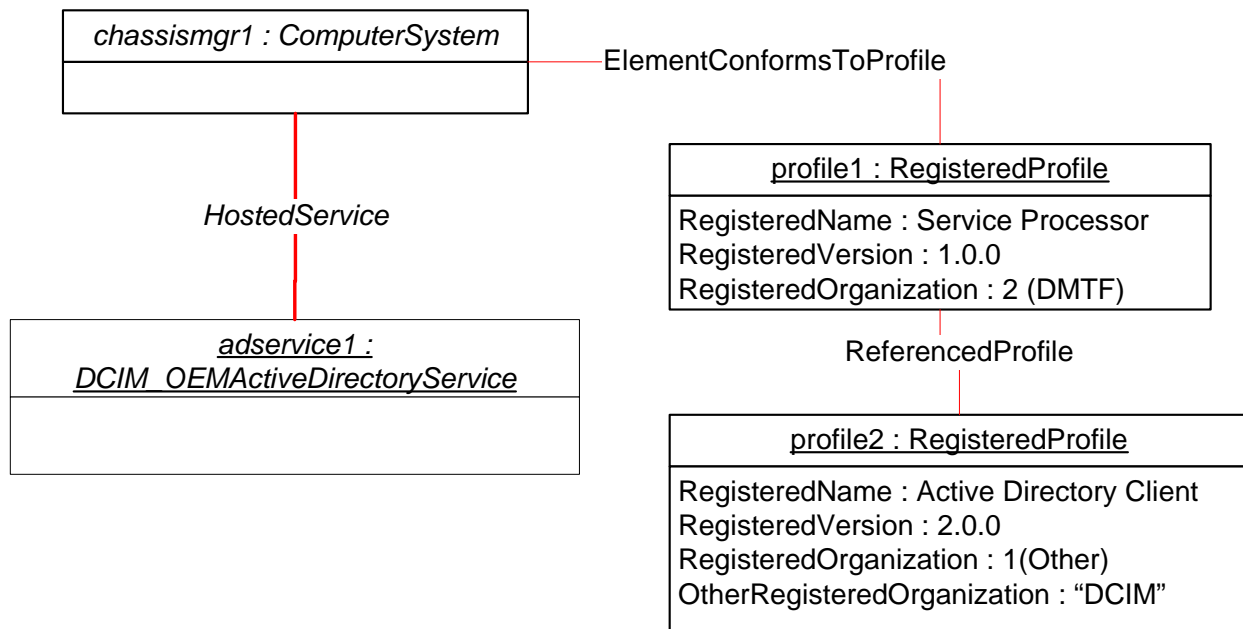 chassismgr1 : ComputerSystem
ElementConformsToProfile
profile1 : RegisteredProfile
RegisteredName : Service Processor
RegisteredVersion : 1.0.0
RegisteredOrganization : 2 (DMTF)
HostedService
adservice1 :
DCIM_OEMActiveDirectoryService
ReferencedProfile
profile2 : RegisteredProfile
RegisteredName : Active Directory Client
RegisteredVersion : 2.0.0
RegisteredOrganization : 1(Other)
OtherRegisteredOrganization : “DCIM”